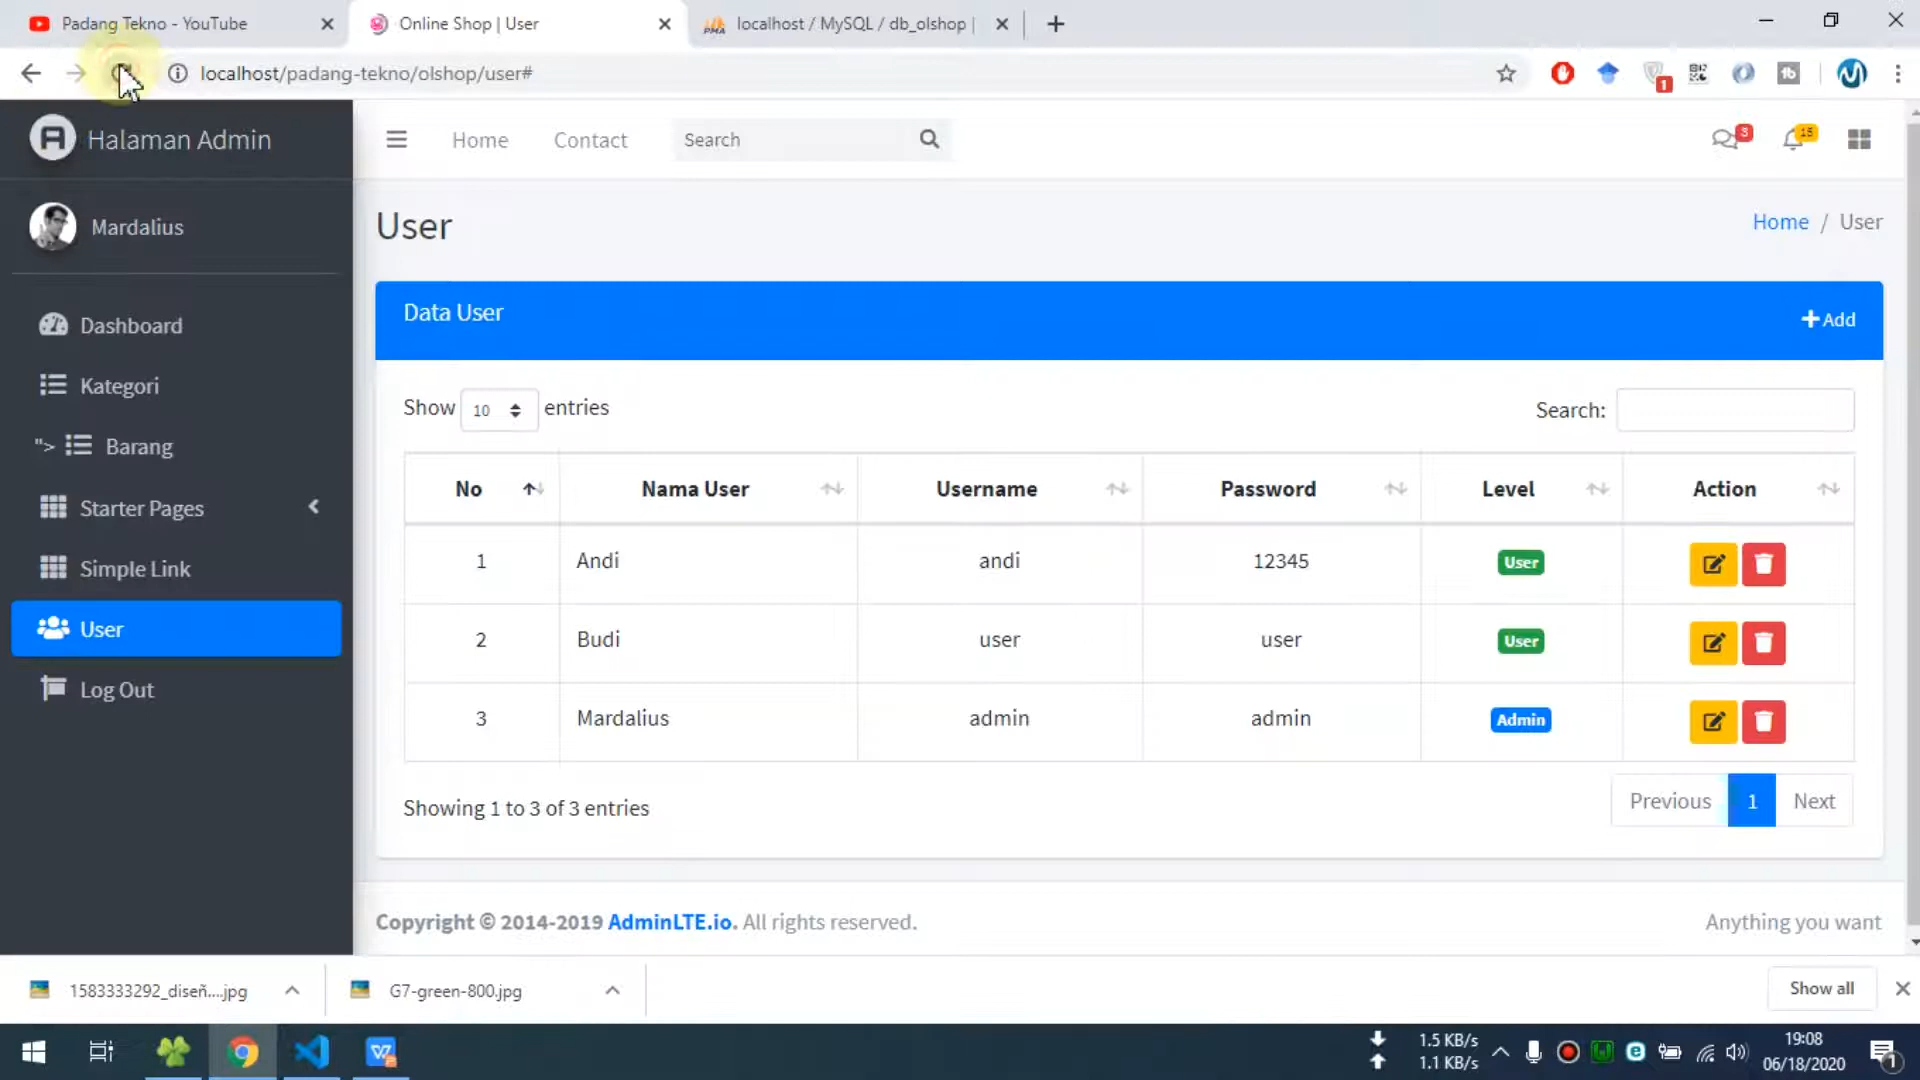 Padang Tekno - YouTube
Online Shop | User
localhost / MySQL / db_olshop |
localhost/padang-tekno/olshop/user#
1
Halaman Admin
Home
Contact
Search
3
15
Mardalius
User
Home / User
Data User
Add
Dashboard
Kategori
"> Barang
Starter Pages
Simple Link
User
Log Out
Show 10 entries
Search:
No Nama User Username Password Level Action
1 Andi andi 12345 User
2 Budi user user User
3 Mardalius admin admin Admin
Showing 1 to 3 of 3 entries
Previous 1 Next
Copyright © 2014-2019 AdminLTE.io. All rights reserved.
Anything you want
1583333292_diseñ....jpg
G7-green-800.jpg
Show all
1.5 KB/s
1.1 KB/s
19:08
06/18/2020
1